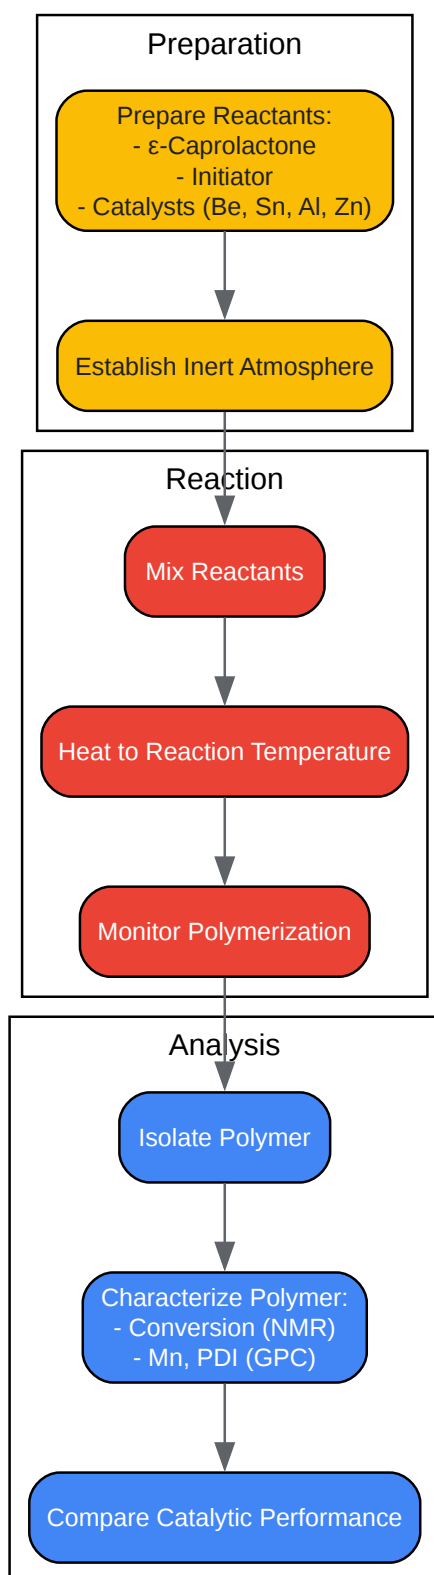 Preparation
Prepare Reactants:
- ε-Caprolactone
- Initiator
- Catalysts (Be, Sn, Al, Zn)
Establish Inert Atmosphere
Reaction
Mix Reactants
Heat to Reaction Temperature
Monitor Polymerization
Analysis
Isolate Polymer
Characterize Polymer:
- Conversion (NMR)
- Mn, PDI (GPC)
Compare Catalytic Performance